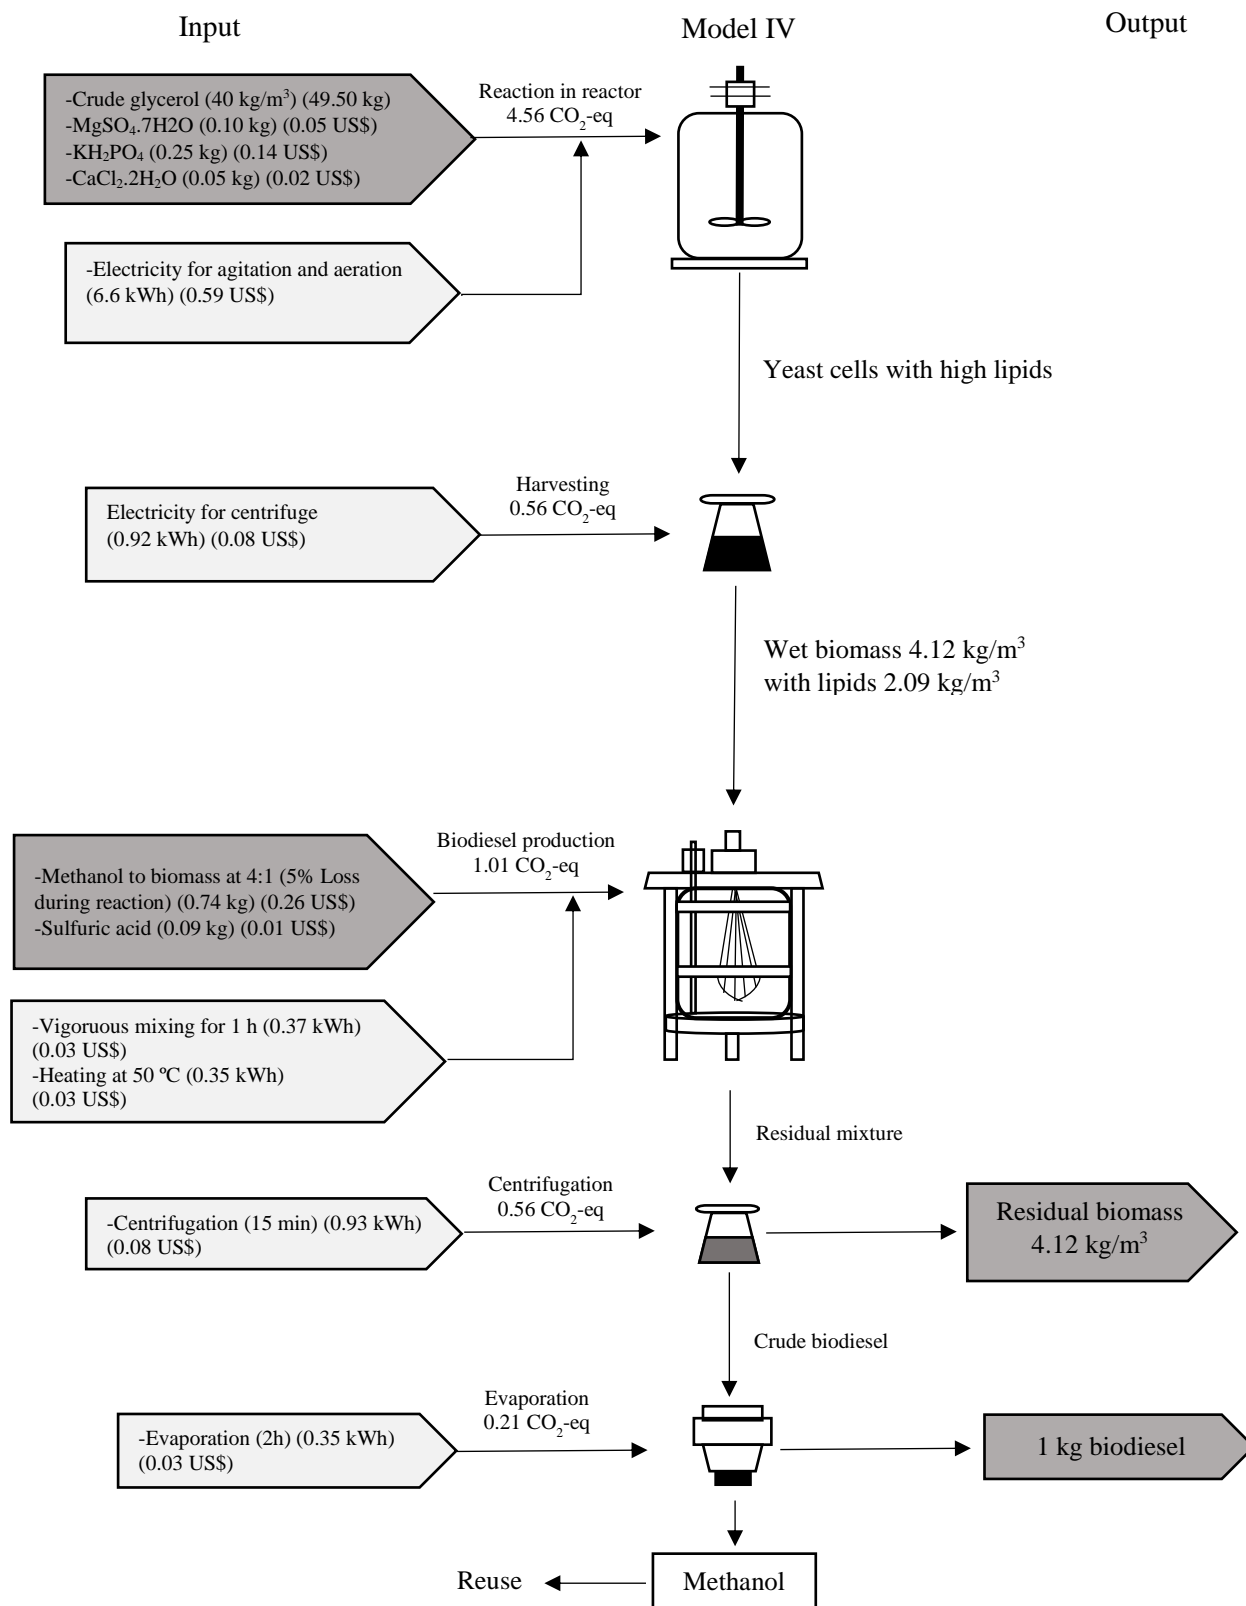 Input
Model IV
Output
-Crude glycerol (40 kg/m³) (49.50 kg)
-MgSO₄.7H2O (0.10 kg) (0.05 US$)
-KH₂PO₄ (0.25 kg) (0.14 US$)
-CaCl₂.2H₂O (0.05 kg) (0.02 US$)
Reaction in reactor
4.56 CO₂-eq
-Electricity for agitation and aeration
(6.6 kWh) (0.59 US$)
Yeast cells with high lipids
Electricity for centrifuge
(0.92 kWh) (0.08 US$)
Harvesting
0.56 CO₂-eq
Wet biomass 4.12 kg/m³
with lipids 2.09 kg/m³
-Methanol to biomass at 4:1 (5% Loss
during reaction) (0.74 kg) (0.26 US$)
-Sulfuric acid (0.09 kg) (0.01 US$)
Biodiesel production
1.01 CO₂-eq
-Vigoruous mixing for 1 h (0.37 kWh)
(0.03 US$)
-Heating at 50 ºC (0.35 kWh)
(0.03 US$)
Residual mixture
-Centrifugation (15 min) (0.93 kWh)
(0.08 US$)
Centrifugation
0.56 CO₂-eq
Residual biomass
4.12 kg/m³
Crude biodiesel
-Evaporation (2h) (0.35 kWh)
(0.03 US$)
Evaporation
0.21 CO₂-eq
1 kg biodiesel
Reuse
Methanol